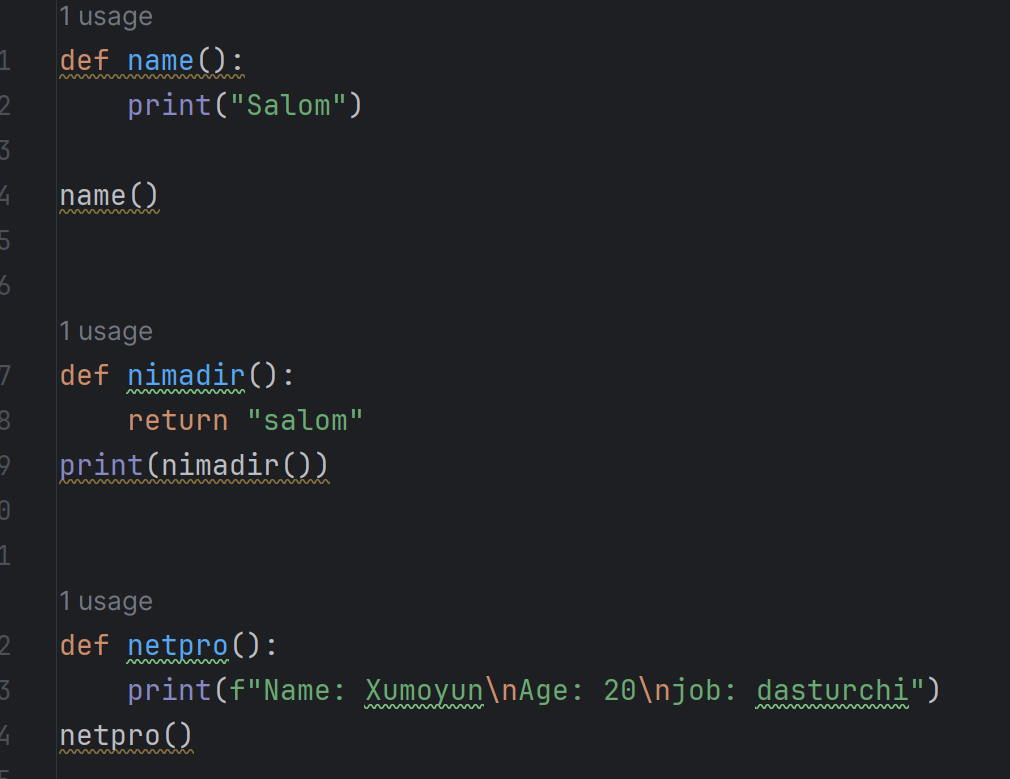 1 usage
1 def name():
2     print("Salom")
3
4 name()
5
6
1 usage
7 def nimadir():
8     return "salom"
9 print(nimadir())
0
1
1 usage
2 def netpro():
3     print(f"Name: Xumoyun\nAge: 20\njob: dasturchi")
4 netpro()